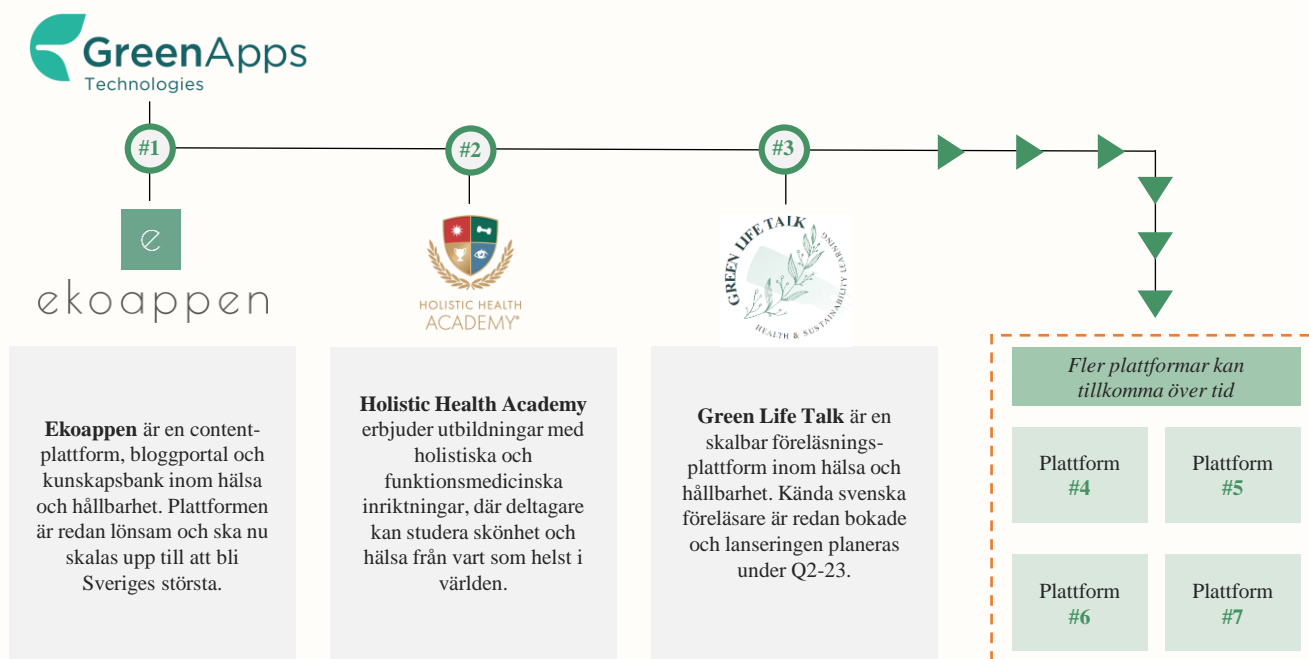 GreenApps
Technologies
#1
#2
#3
e
ekoappen
HOLISTIC HEALTH
ACADEMY®
GREEN LIFE TALK
HEALTH & SUSTAINABILITY LEARNING
Ekoappen är en content-
plattform, bloggportal och
kunskapsbank inom hälsa
och hållbarhet. Plattformen
är redan lönsam och ska nu
skalas upp till att bli
Sveriges största.
Holistic Health Academy
erbjuder utbildningar med
holistiska och
funktionsmedicinska
inriktningar, där deltagare
kan studera skönhet och
hälsa från vart som helst i
världen.
Green Life Talk är en
skalbar föreläsnings-
plattform inom hälsa och
hållbarhet. Kända svenska
föreläsare är redan bokade
och lanseringen planeras
under Q2-23.
Fler plattformar kan
tillkomma över tid
Plattform
#4
Plattform
#5
Plattform
#6
Plattform
#7